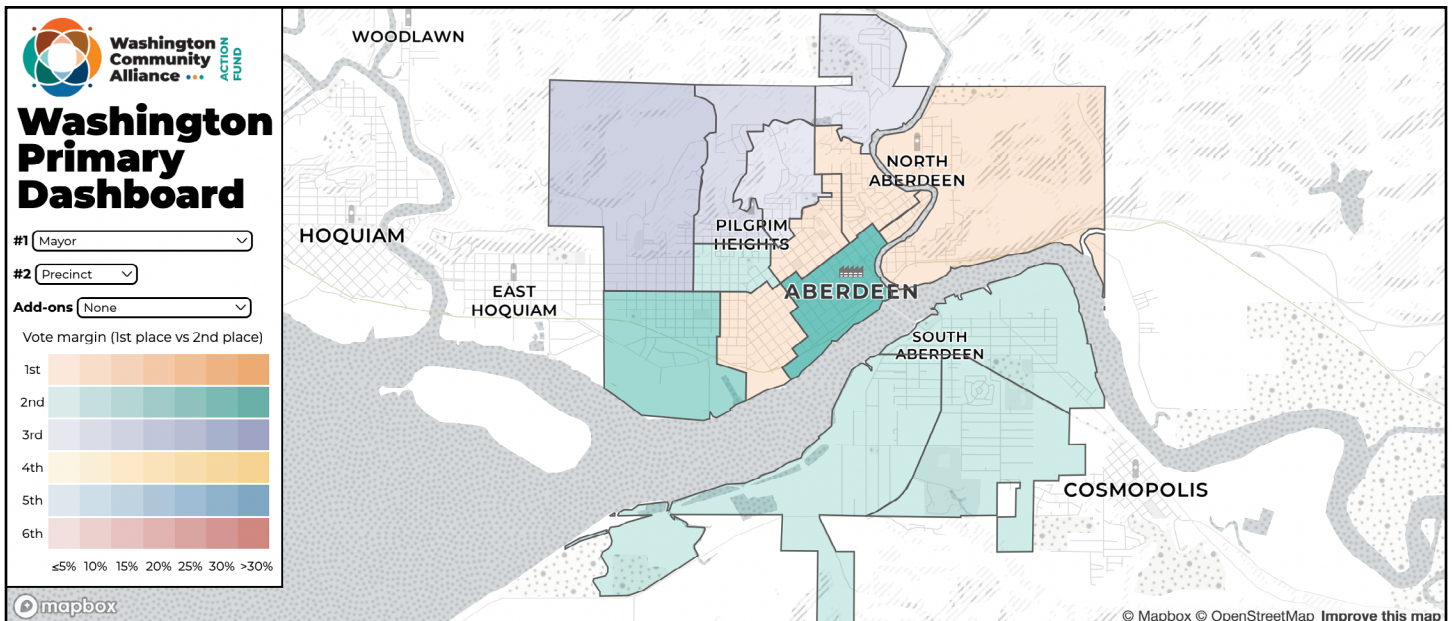 Washington
Community
Alliance
ACTION
FUND
Washington
Primary
Dashboard
#1 Mayor
#2 Precinct
Add-ons None
Vote margin (1st place vs 2nd place)
1st
2nd
3rd
4th
5th
6th
≤5% 10% 15% 20% 25% 30% >30%
mapbox
WOODLAWN
HOQUIAM
EAST
HOQUIAM
PILGRIM
HEIGHTS
NORTH
ABERDEEN
ABERDEEN
SOUTH
ABERDEEN
COSMOPOLIS
© Mapbox © OpenStreetMap Improve this map